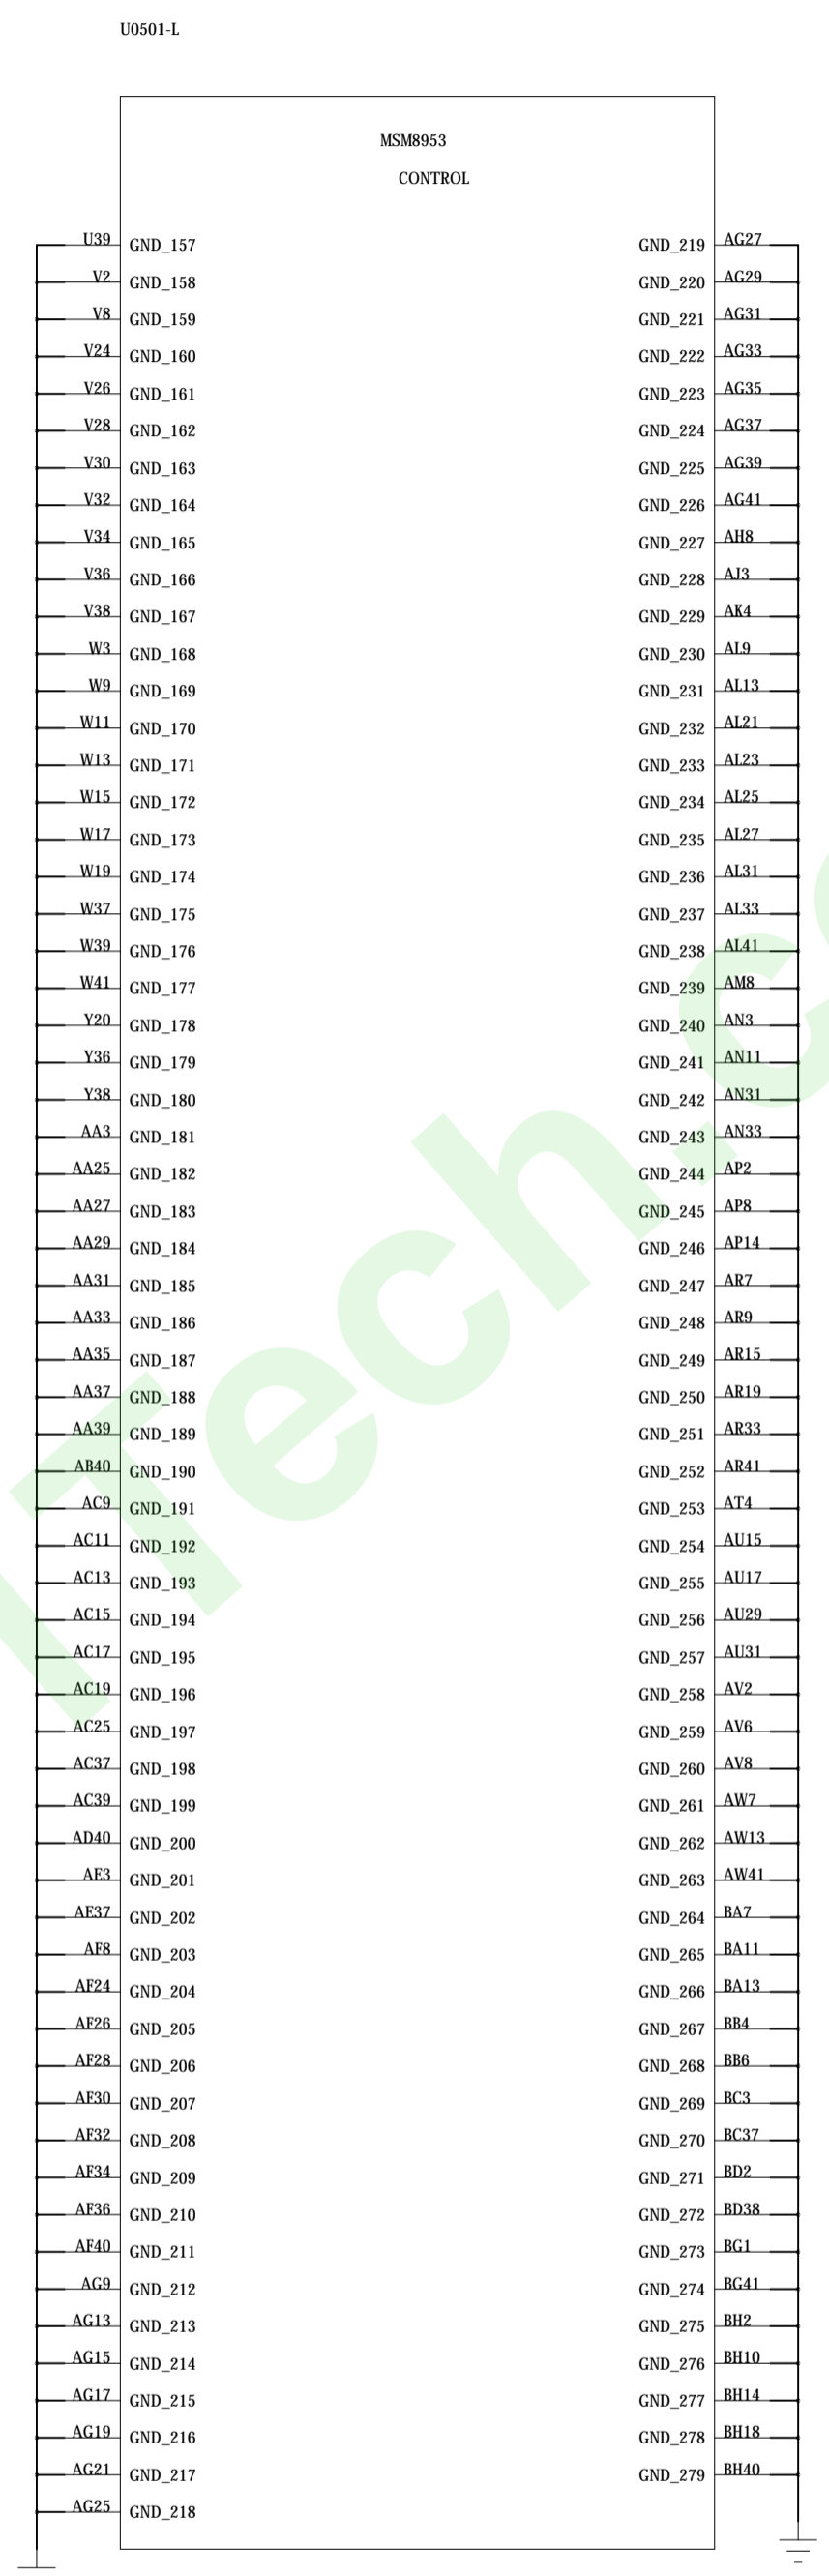 U0501-L
MSM8953
CONTROL
U39 GND_157 GND_219 AG27
V2 GND_158 GND_220 AG29
V8 GND_159 GND_221 AG31
V24 GND_160 GND_222 AG33
V26 GND_161 GND_223 AG35
V28 GND_162 GND_224 AG37
V30 GND_163 GND_225 AG39
V32 GND_164 GND_226 AG41
V34 GND_165 GND_227 AH8
V36 GND_166 GND_228 AJ3
V38 GND_167 GND_229 AK4
W3 GND_168 GND_230 AL9
W9 GND_169 GND_231 AL13
W11 GND_170 GND_232 AL21
W13 GND_171 GND_233 AL23
W15 GND_172 GND_234 AL25
W17 GND_173 GND_235 AL27
W19 GND_174 GND_236 AL31
W37 GND_175 GND_237 AL33
W39 GND_176 GND_238 AL41
W41 GND_177 GND_239 AM8
Y20 GND_178 GND_240 AN3
Y36 GND_179 GND_241 AN11
Y38 GND_180 GND_242 AN31
AA3 GND_181 GND_243 AN33
AA25 GND_182 GND_244 AP2
AA27 GND_183 GND_245 AP8
AA29 GND_184 GND_246 AP14
AA31 GND_185 GND_247 AR7
AA33 GND_186 GND_248 AR9
AA35 GND_187 GND_249 AR15
AA37 GND_188 GND_250 AR19
AA39 GND_189 GND_251 AR33
AB40 GND_190 GND_252 AR41
AC9 GND_191 GND_253 AT4
AC11 GND_192 GND_254 AU15
AC13 GND_193 GND_255 AU17
AC15 GND_194 GND_256 AU29
AC17 GND_195 GND_257 AU31
AC19 GND_196 GND_258 AV2
AC25 GND_197 GND_259 AV6
AC37 GND_198 GND_260 AV8
AC39 GND_199 GND_261 AW7
AD40 GND_200 GND_262 AW13
AE3 GND_201 GND_263 AW41
AE37 GND_202 GND_264 BA7
AF8 GND_203 GND_265 BA11
AF24 GND_204 GND_266 BA13
AF26 GND_205 GND_267 BB4
AF28 GND_206 GND_268 BB6
AF30 GND_207 GND_269 BC3
AF32 GND_208 GND_270 BC37
AF34 GND_209 GND_271 BD2
AF36 GND_210 GND_272 BD38
AF40 GND_211 GND_273 BG1
AG9 GND_212 GND_274 BG41
AG13 GND_213 GND_275 BH2
AG15 GND_214 GND_276 BH10
AG17 GND_215 GND_277 BH14
AG19 GND_216 GND_278 BH18
AG21 GND_217 GND_279 BH40
AG25 GND_218
Tech.c